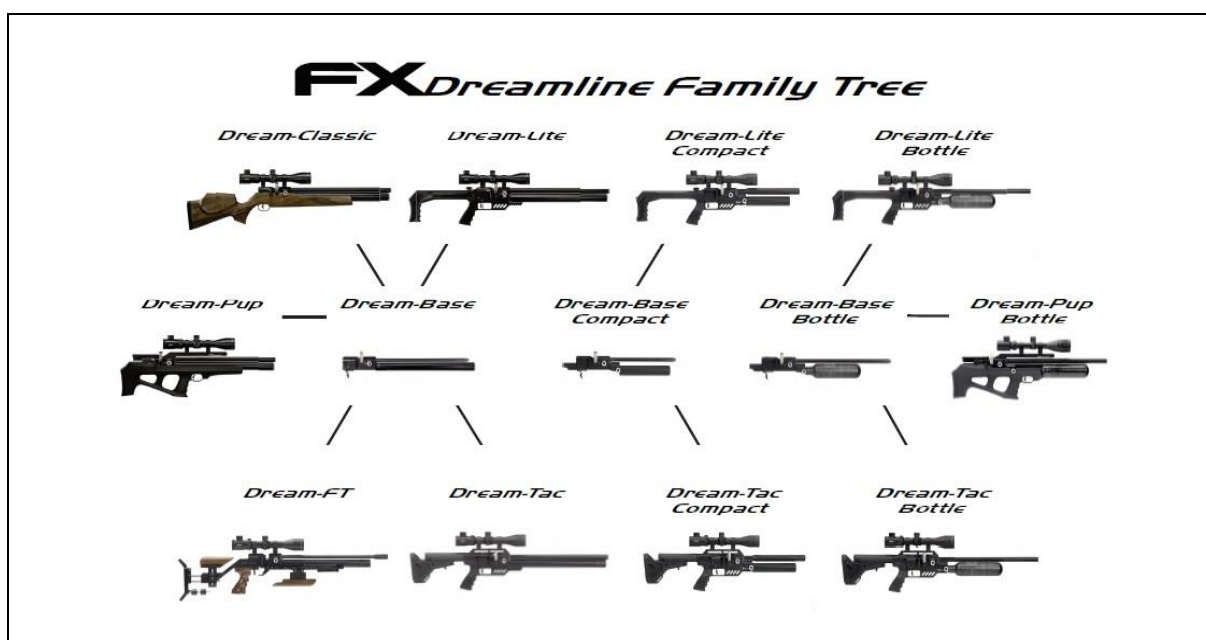 FX Dreamline Family Tree
Dream-Classic
Dream-Lite
Dream-Lite
Compact
Dream-Lite
Bottle
Dream-Pup
Dream-Base
Dream-Base
Compact
Dream-Base
Bottle
Dream-Pup
Bottle
Dream-FT
Dream-Tac
Dream-Tac
Compact
Dream-Tac
Bottle